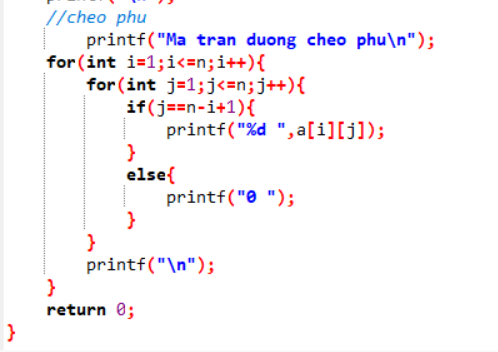 //cheo phu
printf("Ma tran duong cheo phu\n");
for(int i=1;i<=n;i++){
for(int j=1;j<=n;j++){
if(j==n-i+1){
printf("%d ",a[i][j]);
}
else{
printf("0 ");
}
}
printf("\n");
}
return 0;
}